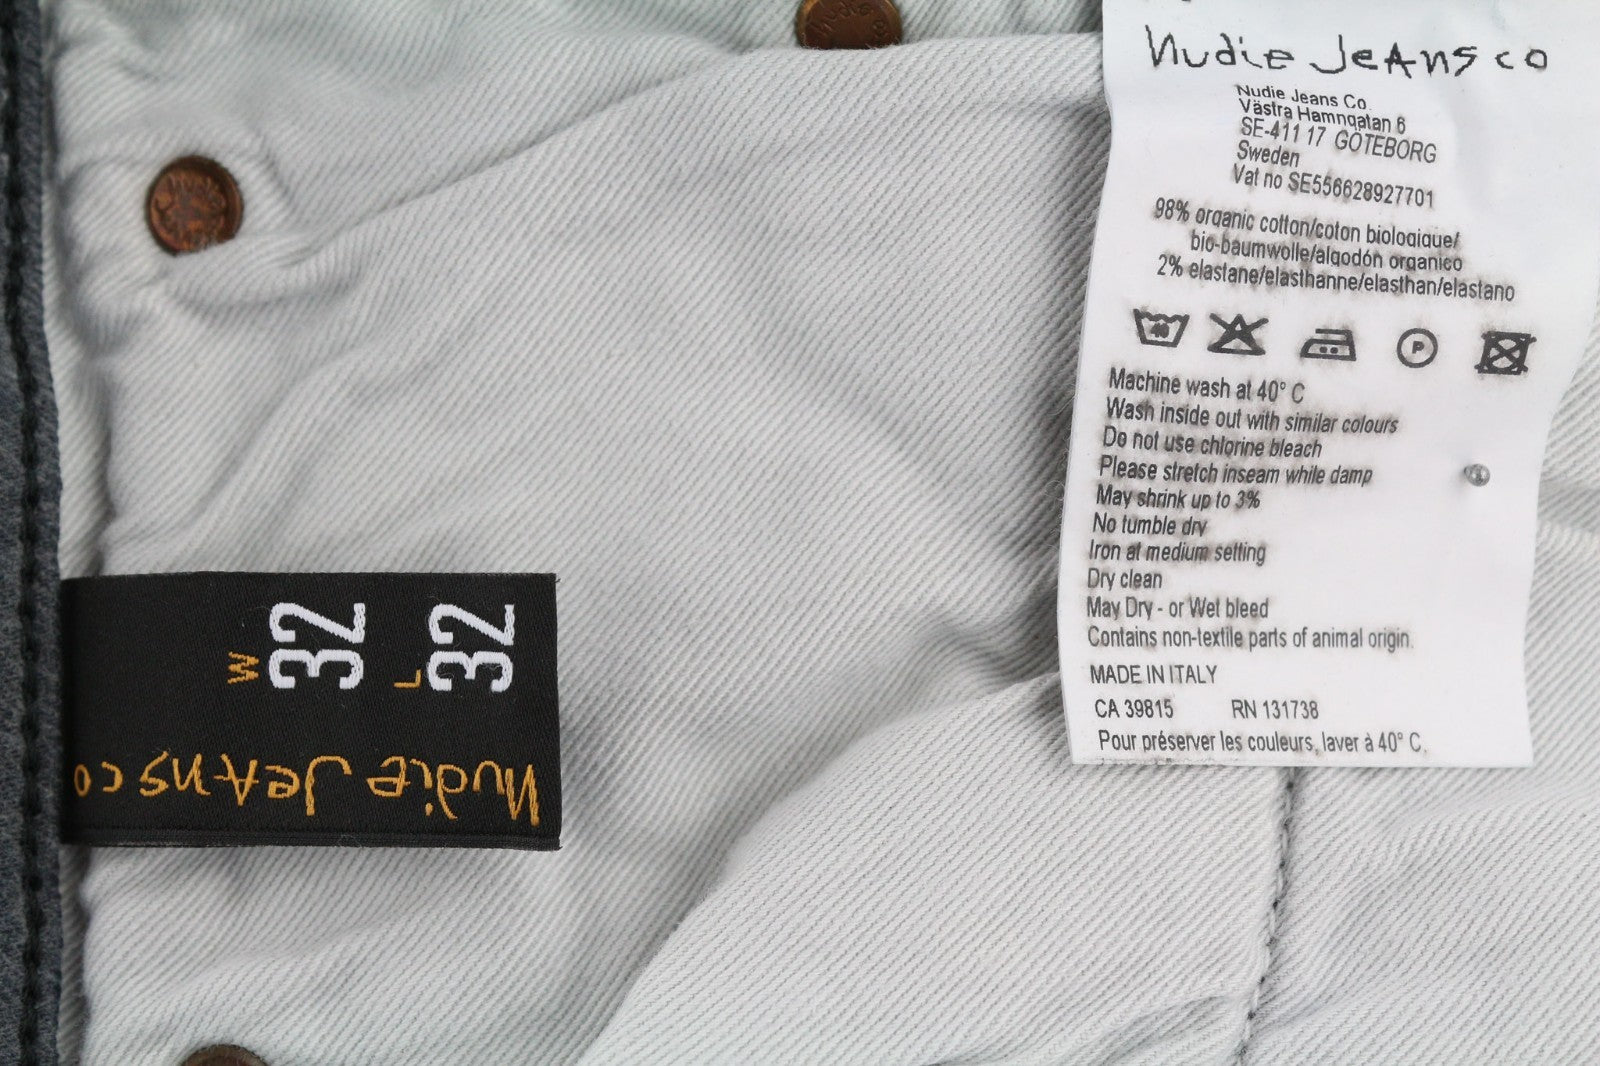 Nudie Jeans co
Nudie Jeans Co.
Västra Hamngatan 6
SE-411 17 GÖTEBORG
Sweden
Vat no SE556628927701
98% organic cotton/coton biologique/
bio-baumwolle/algodón organico
2% elastane/elasthanne/elasthan/elastano
40
P
Machine wash at 40° C
Wash inside out with similar colours
Do not use chlorine bleach
Please stretch inseam while damp
May shrink up to 3%
No tumble dry
Iron at medium setting
Dry clean
May Dry - or Wet bleed
Contains non-textile parts of animal origin.
MADE IN ITALY
CA 39815 RN 131738
Pour préserver les couleurs, laver à 40° C.
W 32
L 32
Nudie Jeans co
Nudie